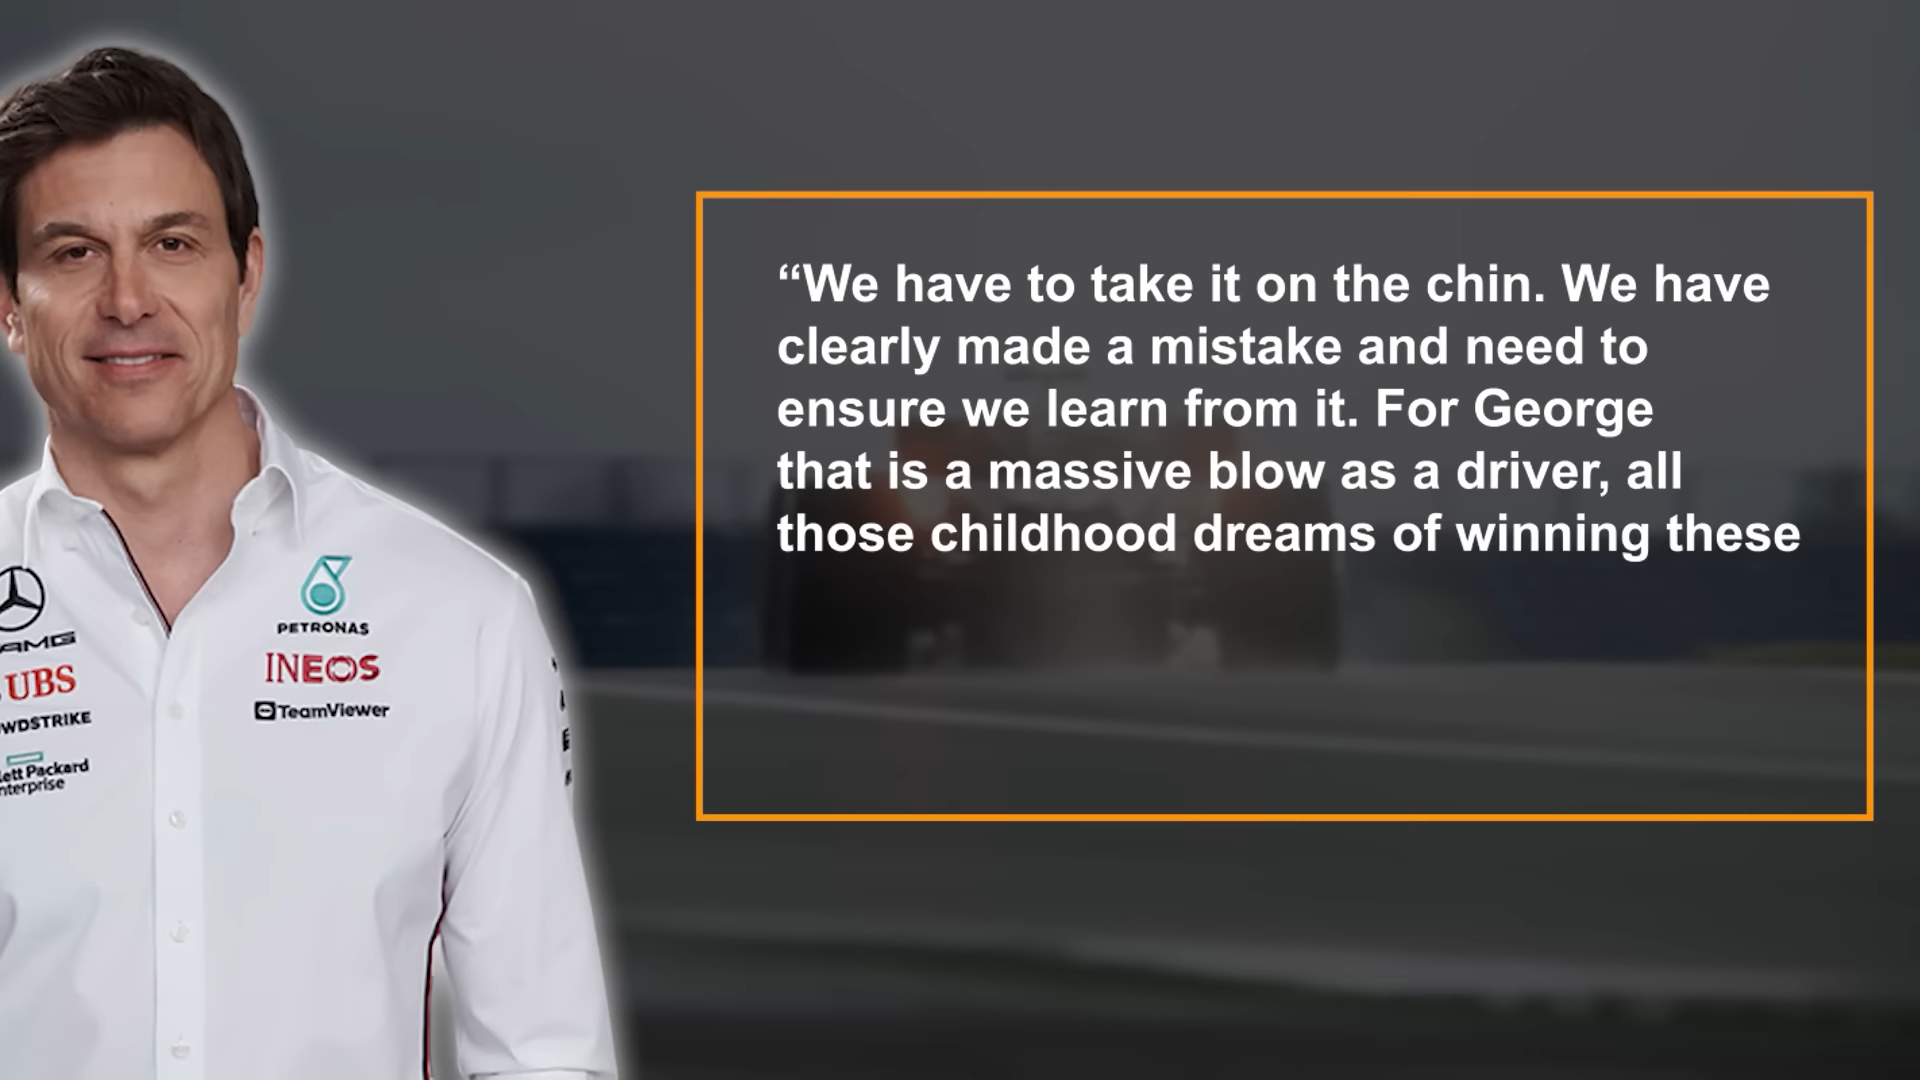 “We have to take it on the chin. We have
clearly made a mistake and need to
ensure we learn from it. For George
that is a massive blow as a driver, all
those childhood dreams of winning these
PETRONAS
INEOS
TeamViewer
AMG
UBS
WDSTRIKE
ett Packard
nterprise